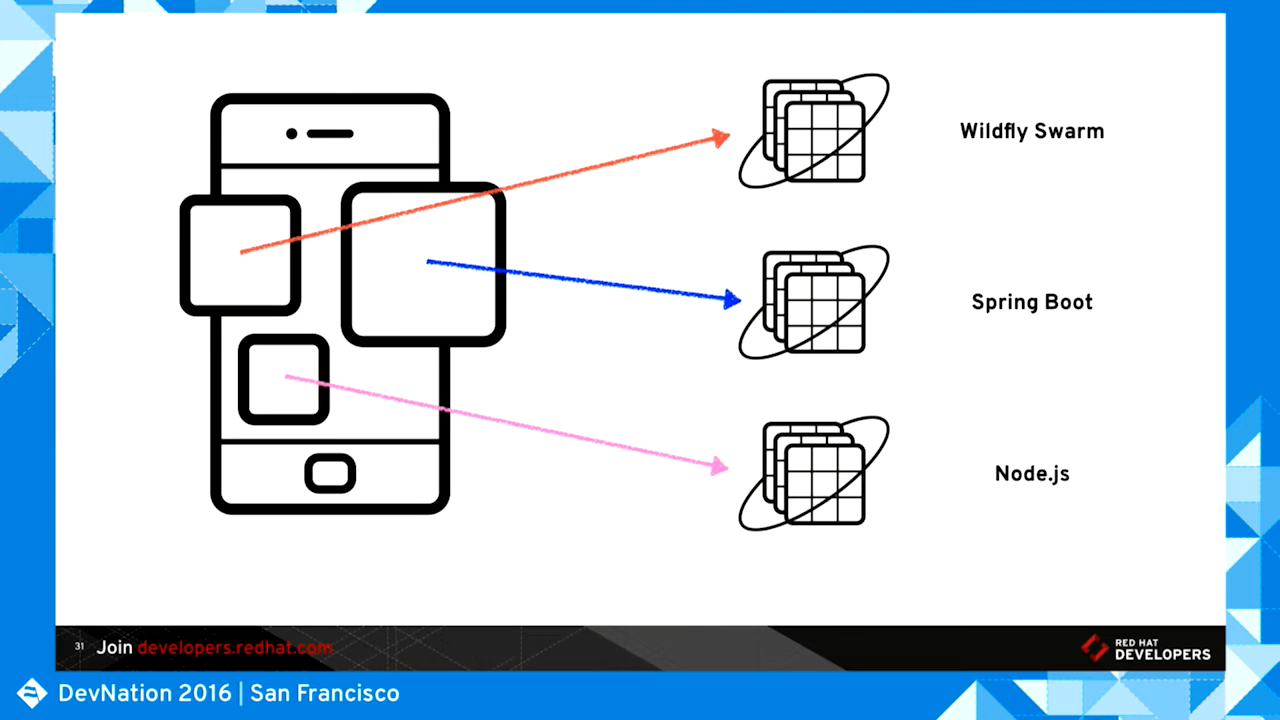 Wildfly Swarm
Spring Boot
Node.js
31 Join developers.redhat.com
RED HAT
DEVELOPERS
DevNation 2016 | San Francisco